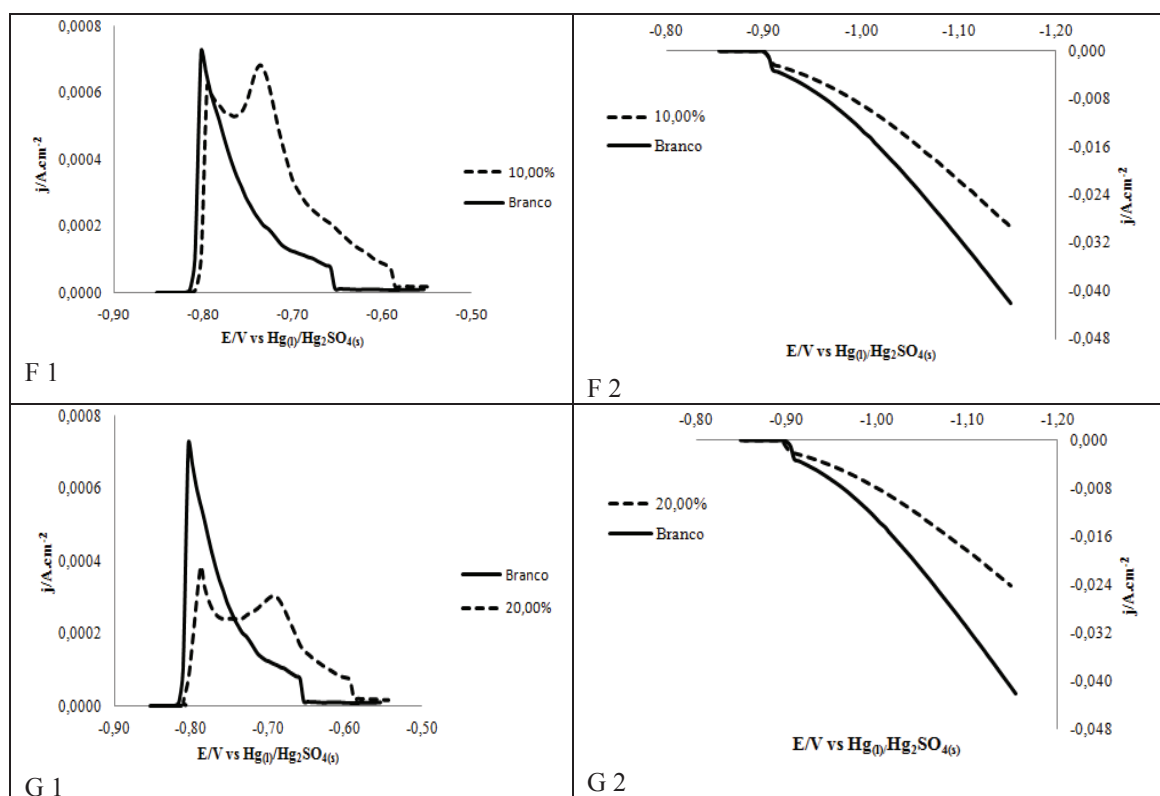 0,0008
0,0006
0,0004
0,0002
0,0000
j/A.cm⁻²
10,00%
Branco
-0,90 -0,80 -0,70 -0,60 -0,50
E/V vs Hg(l)/Hg2SO4(s)
F 1
-0,80 -0,90 -1,00 -1,10 -1,20
0,000
-0,008
-0,016
-0,024
-0,032
-0,040
-0,048
j/A.cm⁻²
10,00%
Branco
E/V vs Hg(l)/Hg2SO4(s)
F 2
0,0008
0,0006
0,0004
0,0002
0,0000
j/A.cm⁻²
Branco
20,00%
-0,90 -0,80 -0,70 -0,60 -0,50
E/V vs Hg(l)/Hg2SO4(s)
G 1
-0,80 -0,90 -1,00 -1,10 -1,20
0,000
-0,008
-0,016
-0,024
-0,032
-0,040
-0,048
j/A.cm⁻²
20,00%
Branco
E/V vs Hg(l)/Hg2SO4(s)
G 2